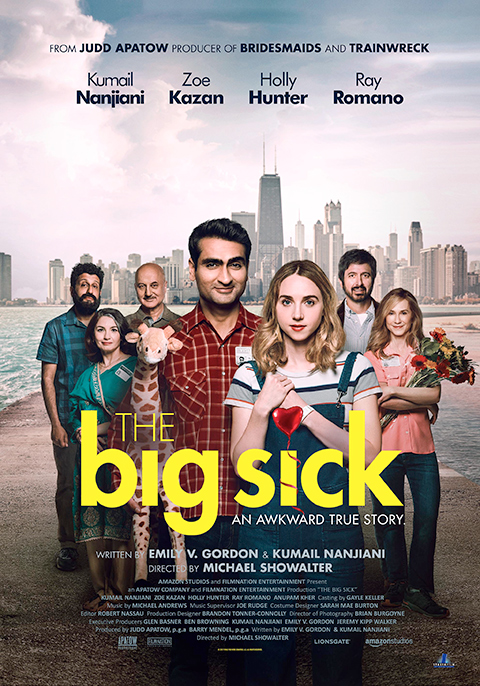 FROM JUDD APATOW PRODUCER OF BRIDESMAIDS AND TRAINWRECK
Kumail Nanjiani
Zoe Kazan
Holly Hunter
Ray Romano
THE
big sick
AN AWKWARD TRUE STORY.
WRITTEN BY EMILY V. GORDON & KUMAIL NANJIANI
DIRECTED BY MICHAEL SHOWALTER
AMAZON STUDIOS AND FILMNATION ENTERTAINMENT Present
an APATOW COMPANY and FILMNATION ENTERTAINMENT Production "THE BIG SICK"
KUMAIL NANJIANI ZOE KAZAN HOLLY HUNTER RAY ROMANO ANUPAM KHER Casting by GAYLE KELLER
Music by MICHAEL ANDREWS Music Supervisor JOE RUDGE Costume Designer SARAH MAE BURTON
Editor ROBERT NASSAU Production Designer BRANDON TONNER-CONNOLLY Director of Photography BRIAN BURGOYNE
Executive Producers GLEN BASNER BEN BROWNING KUMAIL NANJIANI EMILY V. GORDON JEREMY KIPP WALKER
Produced by JUDD APATOW, p.g.a BARRY MENDEL, p.g.a Written by EMILY V. GORDON & KUMAIL NANJIANI
Directed by MICHAEL SHOWALTER
APATOW
FILMNATION
LIONSGATE
amazonstudios